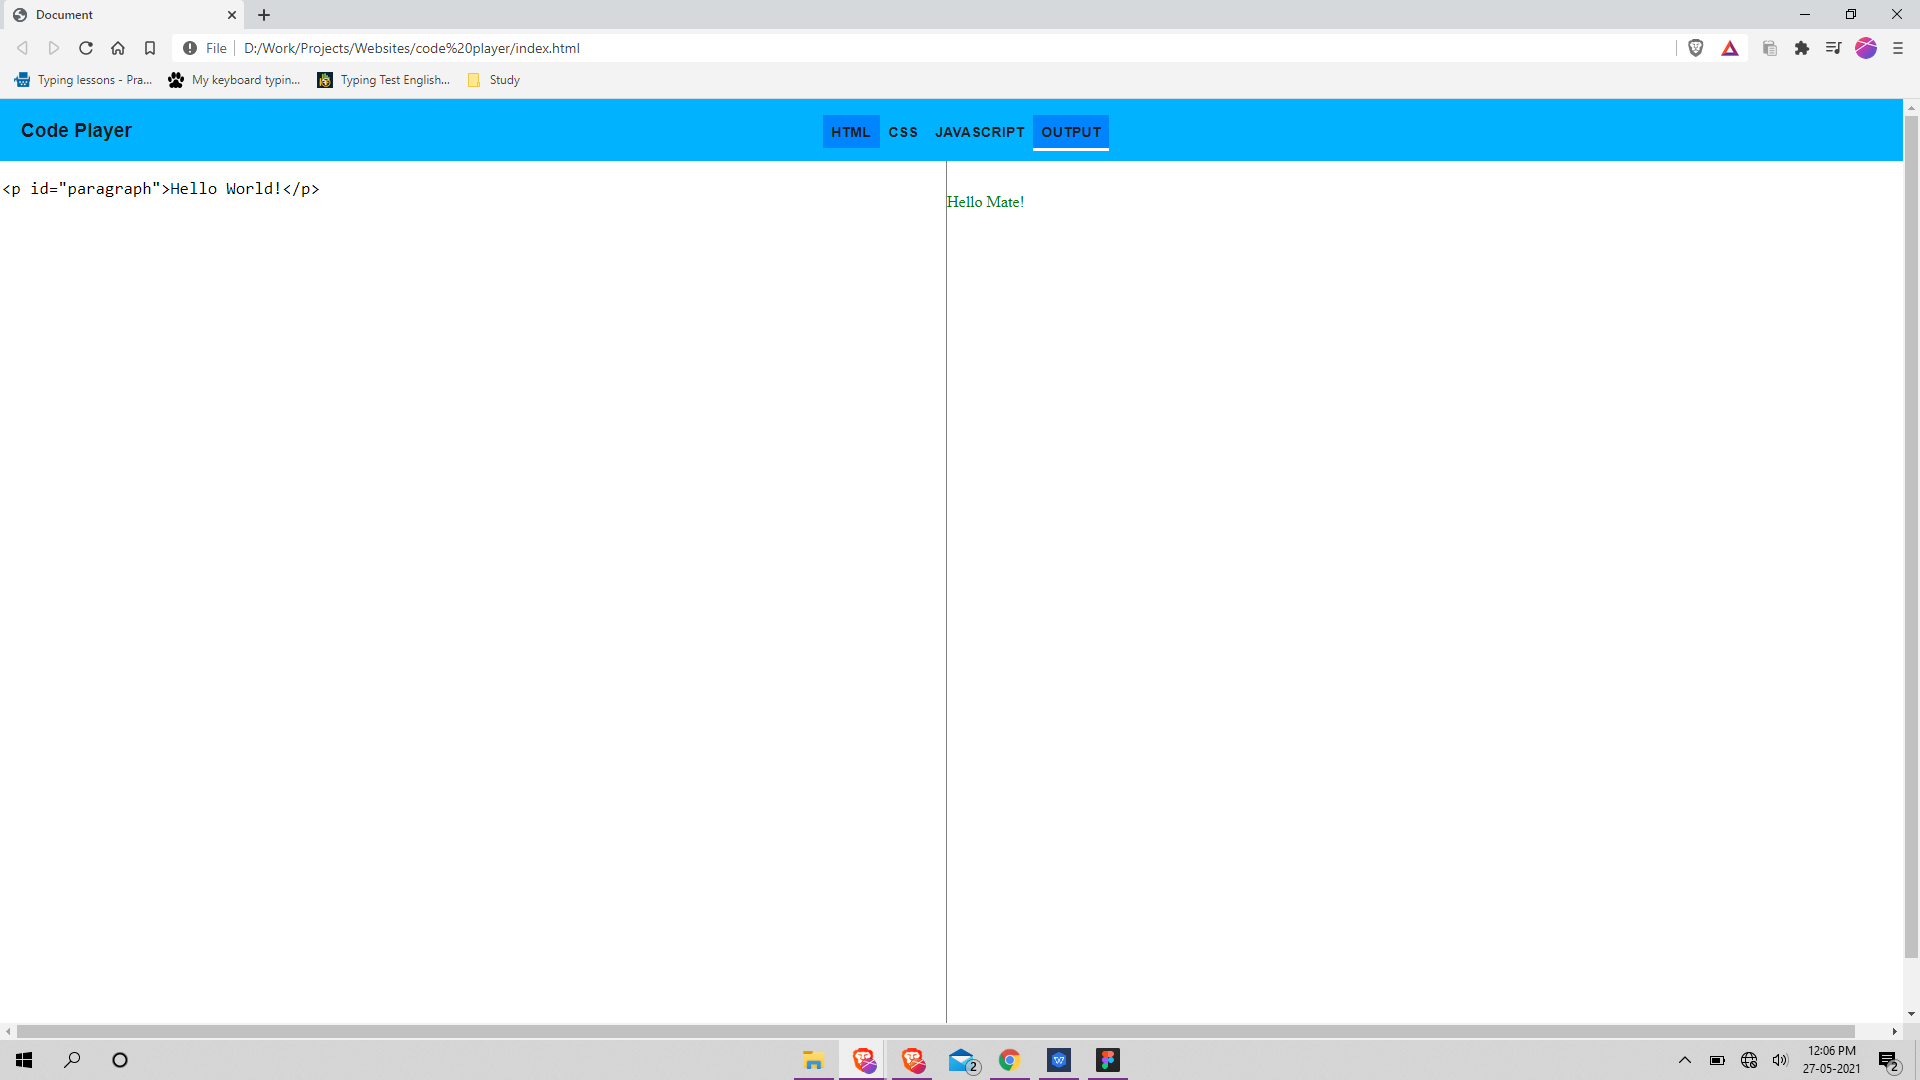 Document
File D:/Work/Projects/Websites/code%20player/index.html
Typing lessons - Pra... My keyboard typin... Typing Test English... Study
Code Player HTML CSS JAVASCRIPT OUTPUT
<p id="paragraph">Hello World!</p>
Hello Mate!
2
12:06 PM
27-05-2021
2